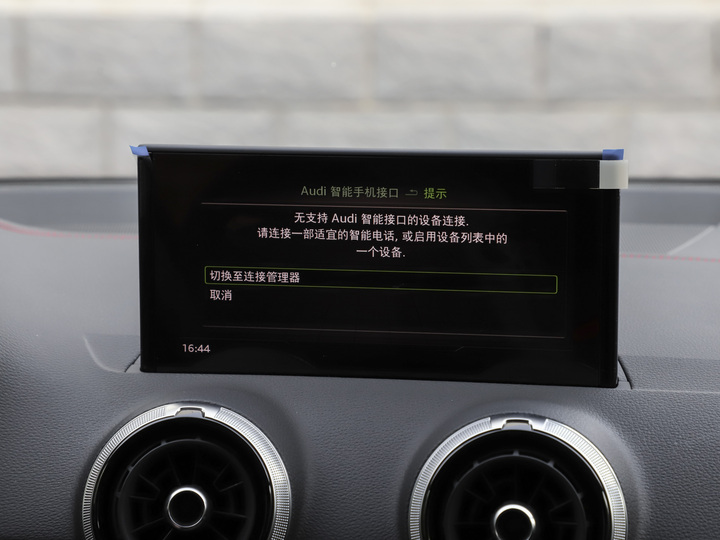 Audi 智能手机接口 提示
无支持 Audi 智能接口的设备连接.
请连接一部适宜的智能电话, 或启用设备列表中的
一个设备.
切换至连接管理器
取消
16:44